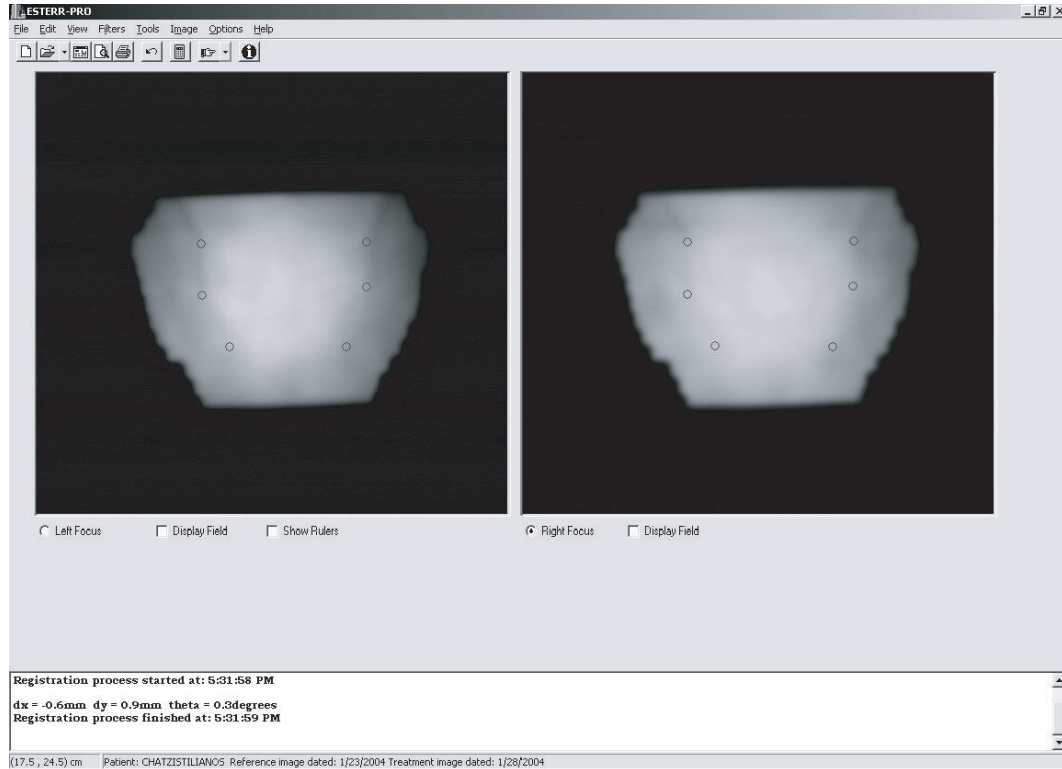 ESTERR-PRO
File Edit View Filters Tools Image Options Help
Left Focus Display Field Show Rulers Right Focus Display Field
Registration process started at: 5:31:58 PM
dx = -0.6mm dy = 0.9mm theta = 0.3degrees
Registration process finished at: 5:31:59 PM
(17.5 , 24.5) cm Patient: CHATZISTILIANOS Reference image dated: 1/23/2004 Treatment image dated: 1/28/2004